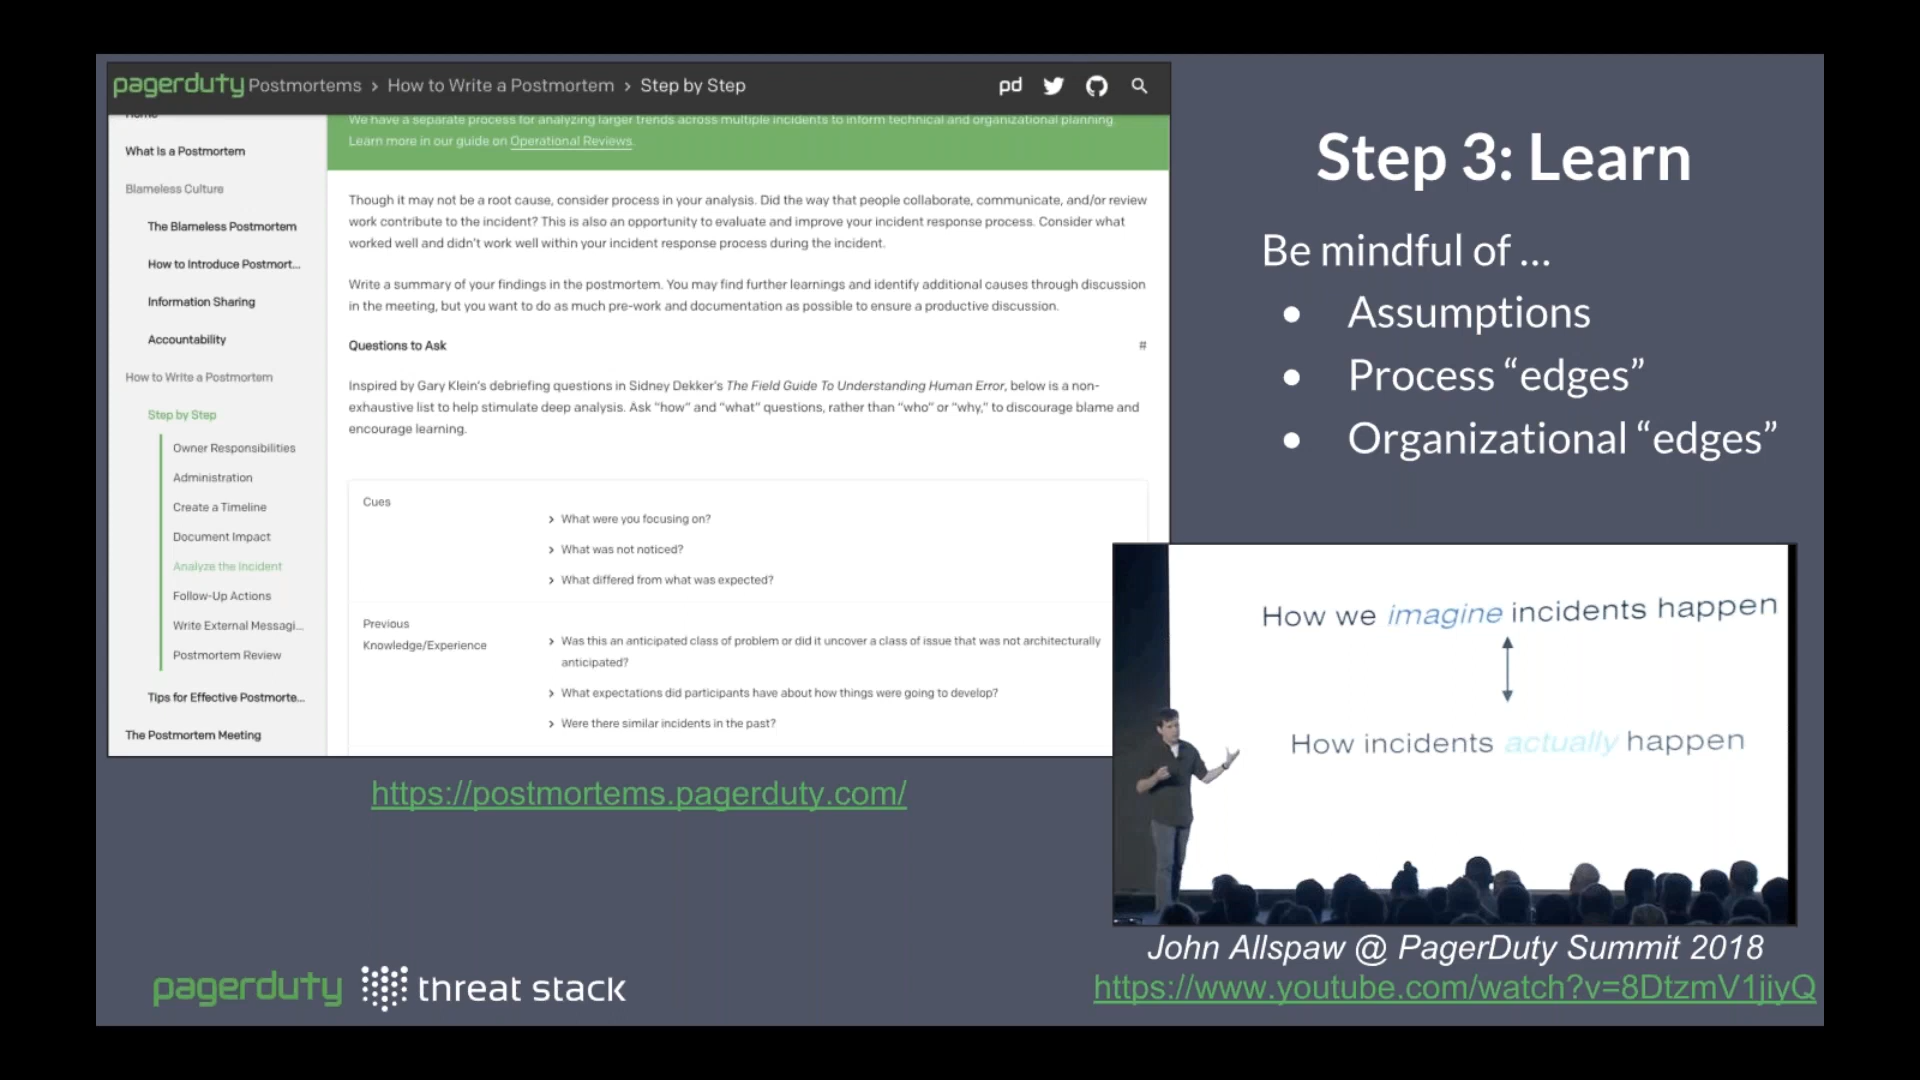 pagerduty Postmortems > How to Write a Postmortem > Step by Step pd
Home
What Is a Postmortem
Blameless Culture
The Blameless Postmortem
How to Introduce Postmort...
Information Sharing
Accountability
How to Write a Postmortem
Step by Step
Owner Responsibilities
Administration
Create a Timeline
Document Impact
Analyze the Incident
Follow-Up Actions
Write External Messagi...
Postmortem Review
Tips for Effective Postmorte...
The Postmortem Meeting
We have a separate process for analyzing larger trends across multiple incidents to inform technical and organizational planning.
Learn more in our guide on Operational Reviews.
Though it may not be a root cause, consider process in your analysis. Did the way that people collaborate, communicate, and/or review
work contribute to the incident? This is also an opportunity to evaluate and improve your incident response process. Consider what
worked well and didn't work well within your incident response process during the incident.
Write a summary of your findings in the postmortem. You may find further learnings and identify additional causes through discussion
in the meeting, but you want to do as much pre-work and documentation as possible to ensure a productive discussion.
Questions to Ask #
Inspired by Gary Klein's debriefing questions in Sidney Dekker's The Field Guide To Understanding Human Error, below is a non-
exhaustive list to help stimulate deep analysis. Ask "how" and "what" questions, rather than "who" or "why," to discourage blame and
encourage learning.
Cues
> What were you focusing on?
> What was not noticed?
> What differed from what was expected?
Previous
Knowledge/Experience
> Was this an anticipated class of problem or did it uncover a class of issue that was not architecturally
anticipated?
> What expectations did participants have about how things were going to develop?
> Were there similar incidents in the past?
https://postmortems.pagerduty.com/
Step 3: Learn
Be mindful of ...
● Assumptions
● Process “edges”
● Organizational “edges”
How we imagine incidents happen
How incidents actually happen
John Allspaw @ PagerDuty Summit 2018
https://www.youtube.com/watch?v=8DtzmV1jiyQ
pagerduty threat stack